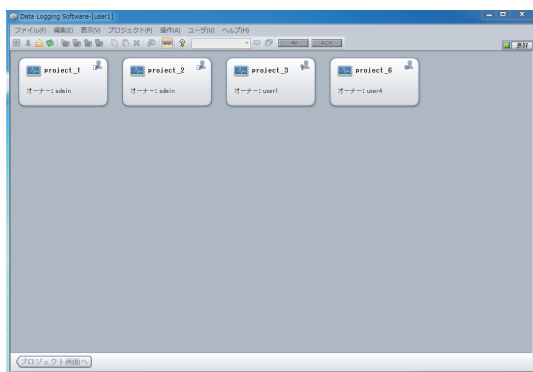 Data Logging Software-[user1]
ファイル(F) 編集(E) 表示(V) プロジェクト(P) 操作(A) ユーザ(U) ヘルプ(H)
ACK
良好
project_1
オーナー：admin
project_2
オーナー：admin
project_3
オーナー：user1
project_6
オーナー：user4
プロジェクト画面へ